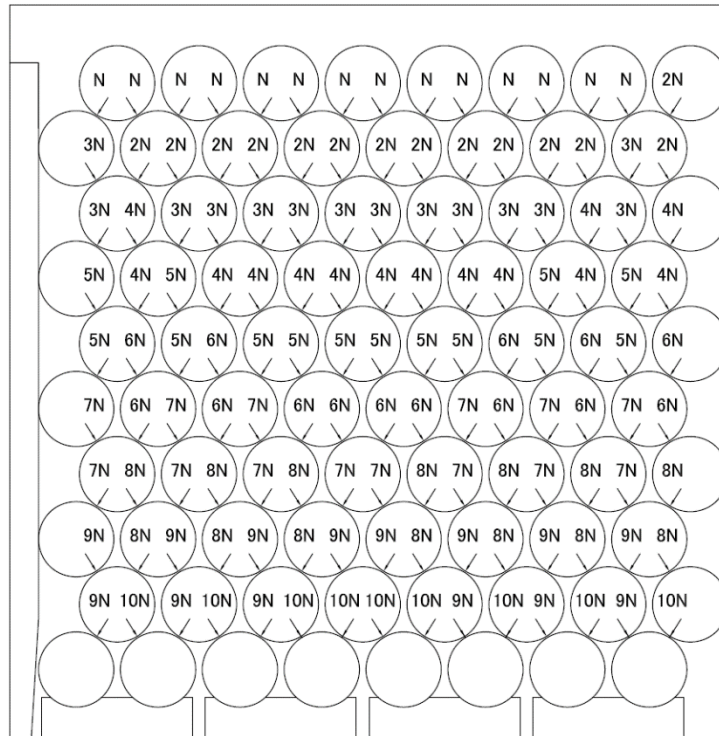 N N N N N N N N N N N N N N 2N
3N 2N 2N 2N 2N 2N 2N 2N 2N 2N 2N 2N 2N 3N 2N
3N 4N 3N 3N 3N 3N 3N 3N 3N 3N 3N 3N 4N 3N 4N
5N 4N 5N 4N 4N 4N 4N 4N 4N 4N 4N 5N 4N 5N 4N
5N 6N 5N 6N 5N 5N 5N 5N 5N 5N 6N 5N 6N 5N 6N
7N 6N 7N 6N 7N 6N 6N 6N 6N 7N 6N 7N 6N 7N 6N
7N 8N 7N 8N 7N 8N 7N 7N 8N 7N 8N 7N 8N 7N 8N
9N 8N 9N 8N 9N 8N 9N 9N 8N 9N 8N 9N 8N 9N 8N
9N 10N 9N 10N 9N 10N 10N 10N 10N 9N 10N 9N 10N 9N 10N